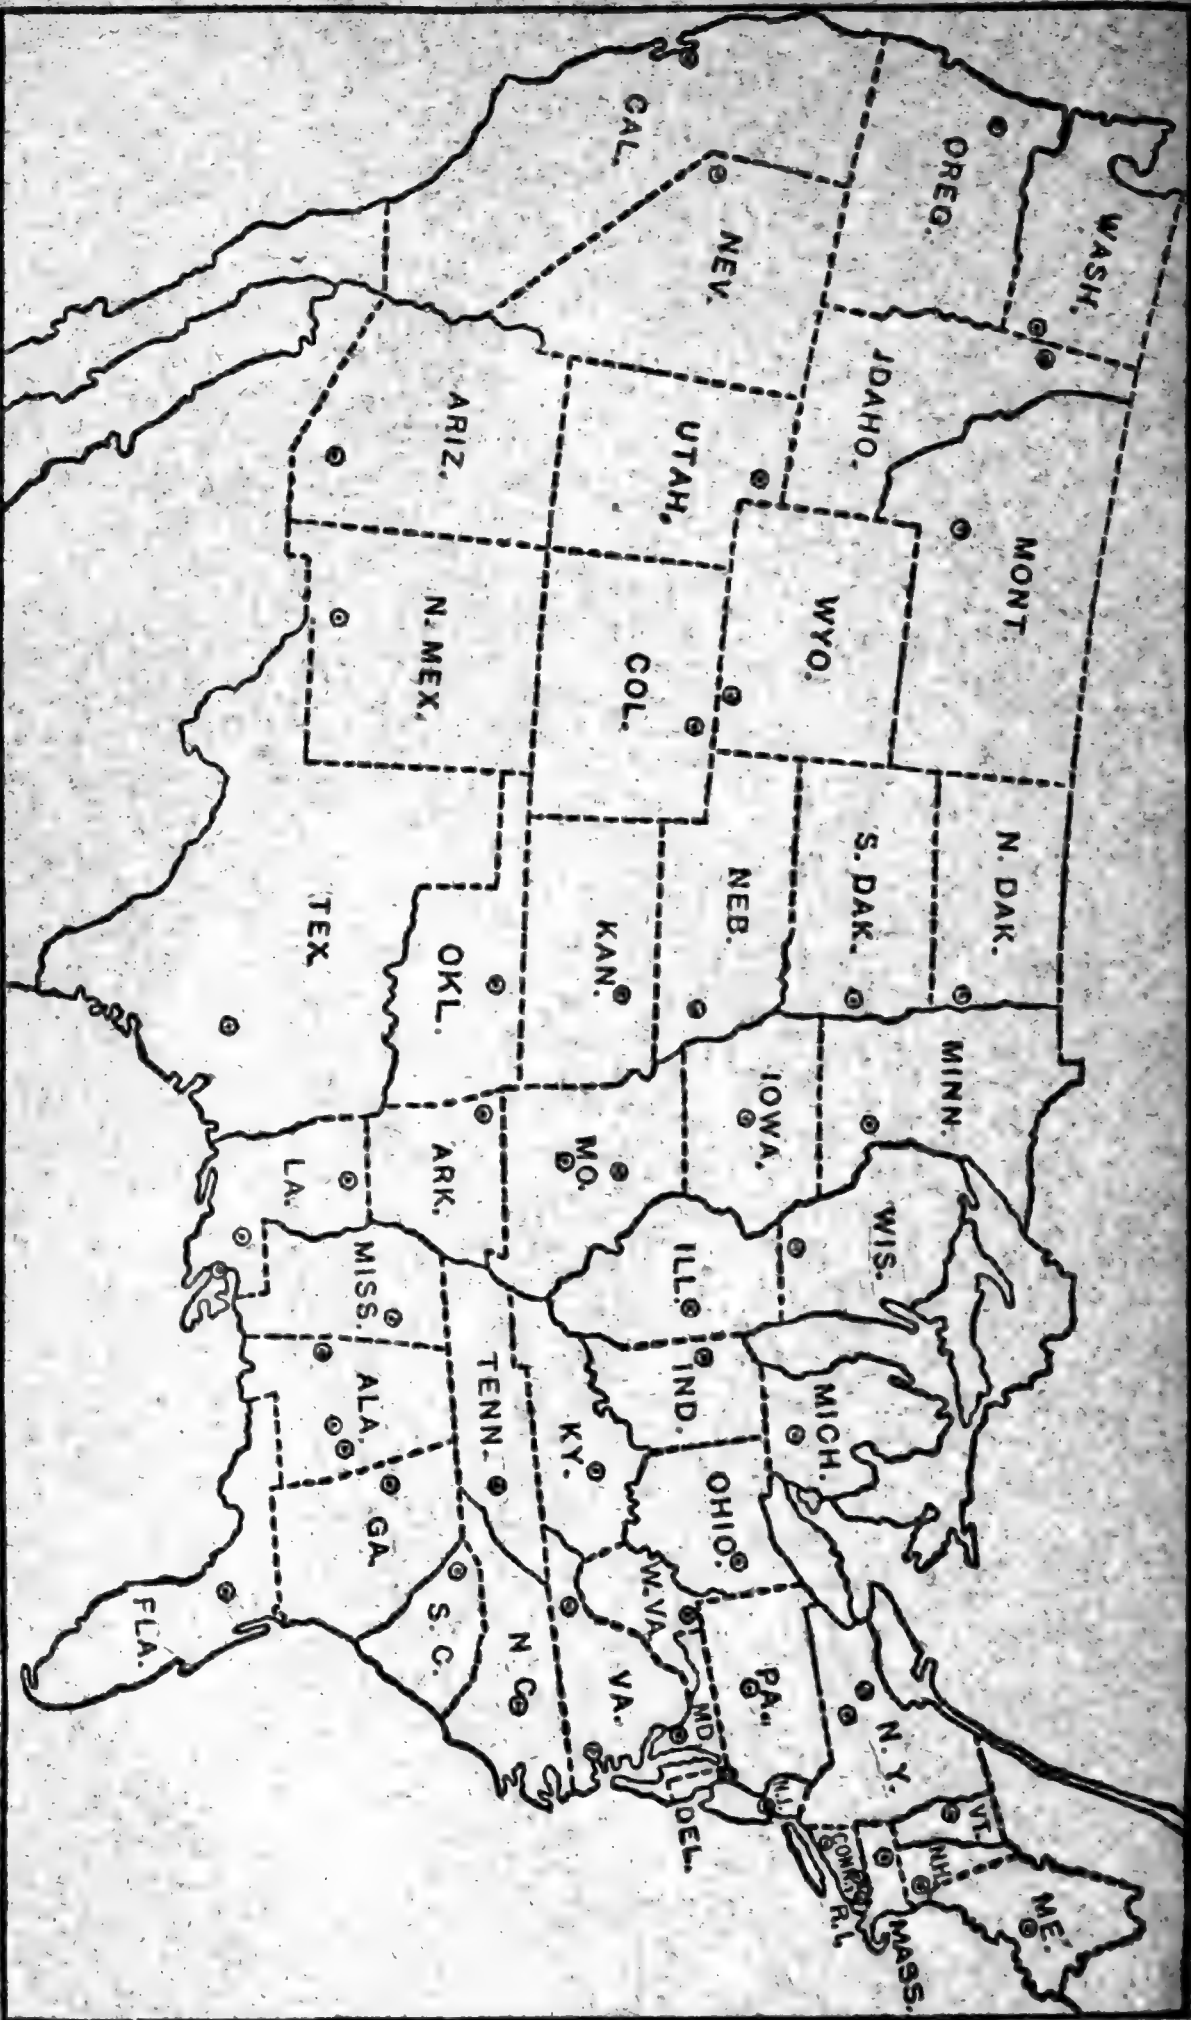 WASH.
OREG.
CAL.
NEV.
IDAHO.
MONT.
WYO.
UTAH,
ARIZ,
COL.
N. MEX,
N. DAK.
S. DAK.
NEB.
KAN.
OKL.
TEX
MINN.
IOWA,
MO.
ARK.
LA.
WIS.
ILL.
MICH.
IND.
OHIO.
KY.
TENN.
MISS.
ALA.
GA.
FLA.
S. C.
N. C.
VA.
W. VA.
MD
DEL.
PA.
N. J.
N. Y.
CONN.
R. I.
MASS.
VT.
N. H.
ME.